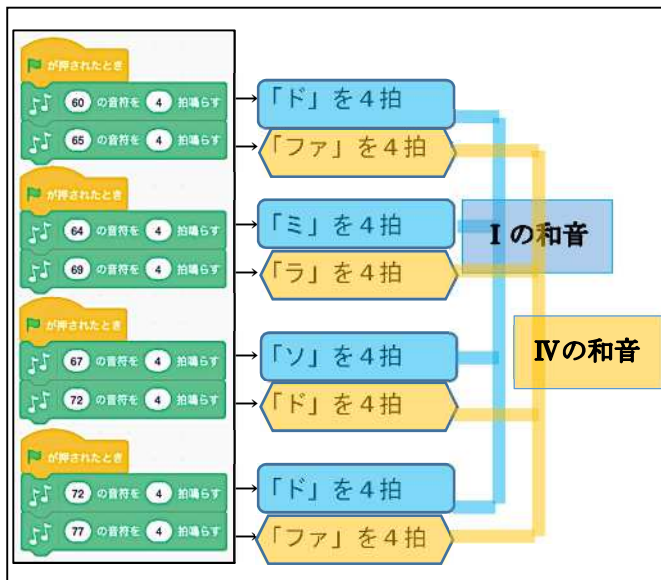 が押されたとき
60 の音符を 4 拍鳴らす
65 の音符を 4 拍鳴らす
「ド」を４拍
「ファ」を４拍
が押されたとき
64 の音符を 4 拍鳴らす
69 の音符を 4 拍鳴らす
「ミ」を４拍
「ラ」を４拍
Ⅰの和音
が押されたとき
67 の音符を 4 拍鳴らす
72 の音符を 4 拍鳴らす
「ソ」を４拍
「ド」を４拍
Ⅳの和音
が押されたとき
72 の音符を 4 拍鳴らす
77 の音符を 4 拍鳴らす
「ド」を４拍
「ファ」を４拍